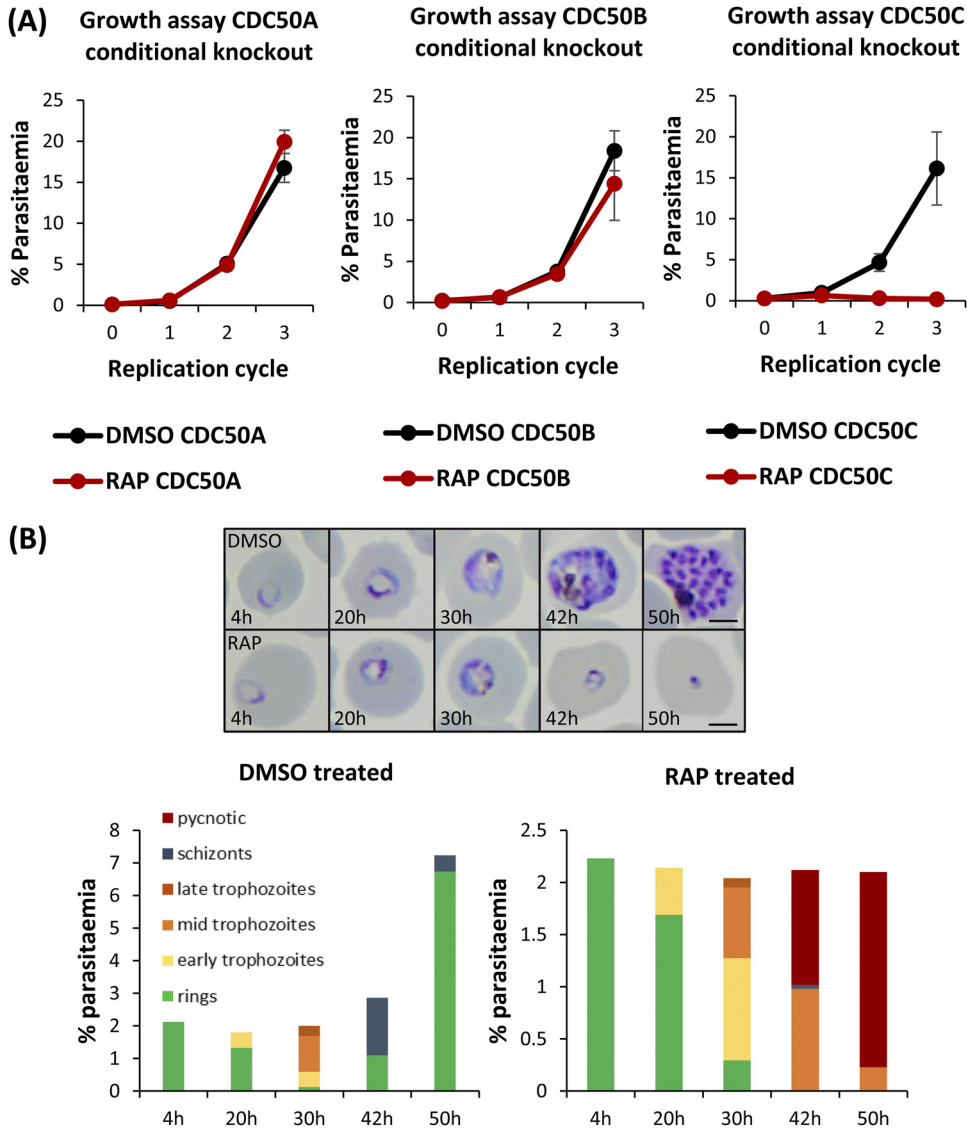 (A)
Growth assay CDC50A
conditional knockout
Growth assay CDC50B
conditional knockout
Growth assay CDC50C
conditional knockout
% Parasitaemia
25
20
15
10
5
0
0 1 2 3
Replication cycle
% Parasitaemia
25
20
15
10
5
0
0 1 2 3
Replication cycle
% Parasitaemia
25
20
15
10
5
0
0 1 2 3
Replication cycle
DMSO CDC50A
RAP CDC50A
DMSO CDC50B
RAP CDC50B
DMSO CDC50C
RAP CDC50C
(B)
DMSO
4h 20h 30h 42h 50h
RAP
4h 20h 30h 42h 50h
DMSO treated
% parasitaemia
8
7
6
5
4
3
2
1
0
pycnotic
schizonts
late trophozoites
mid trophozoites
early trophozoites
rings
4h 20h 30h 42h 50h
RAP treated
% parasitaemia
2.5
2
1.5
1
0.5
0
4h 20h 30h 42h 50h